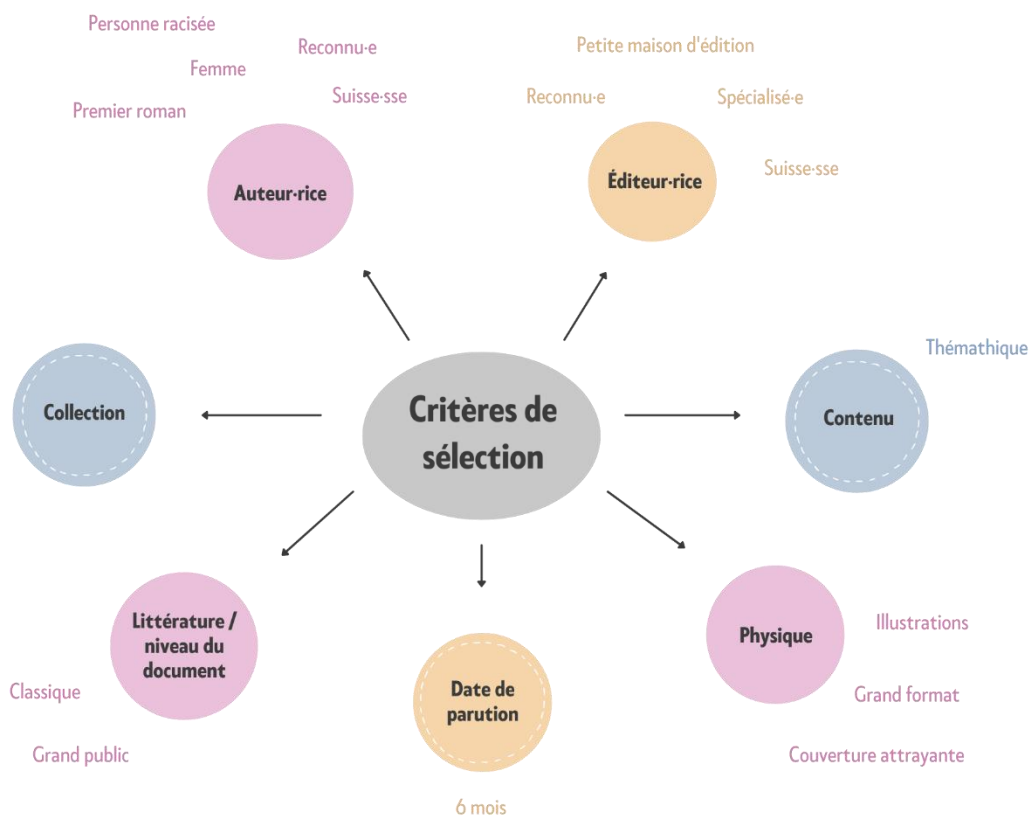 Personne racisée
Reconnu·e
Femme
Suisse·sse
Premier roman
Auteur·rice
Petite maison d'édition
Reconnu·e
Spécialisé·e
Suisse·sse
Éditeur·rice
Thémathique
Collection
Critères de
sélection
Contenu
Littérature /
niveau du
document
Classique
Grand public
Date de
parution
6 mois
Physique
Illustrations
Grand format
Couverture attrayante